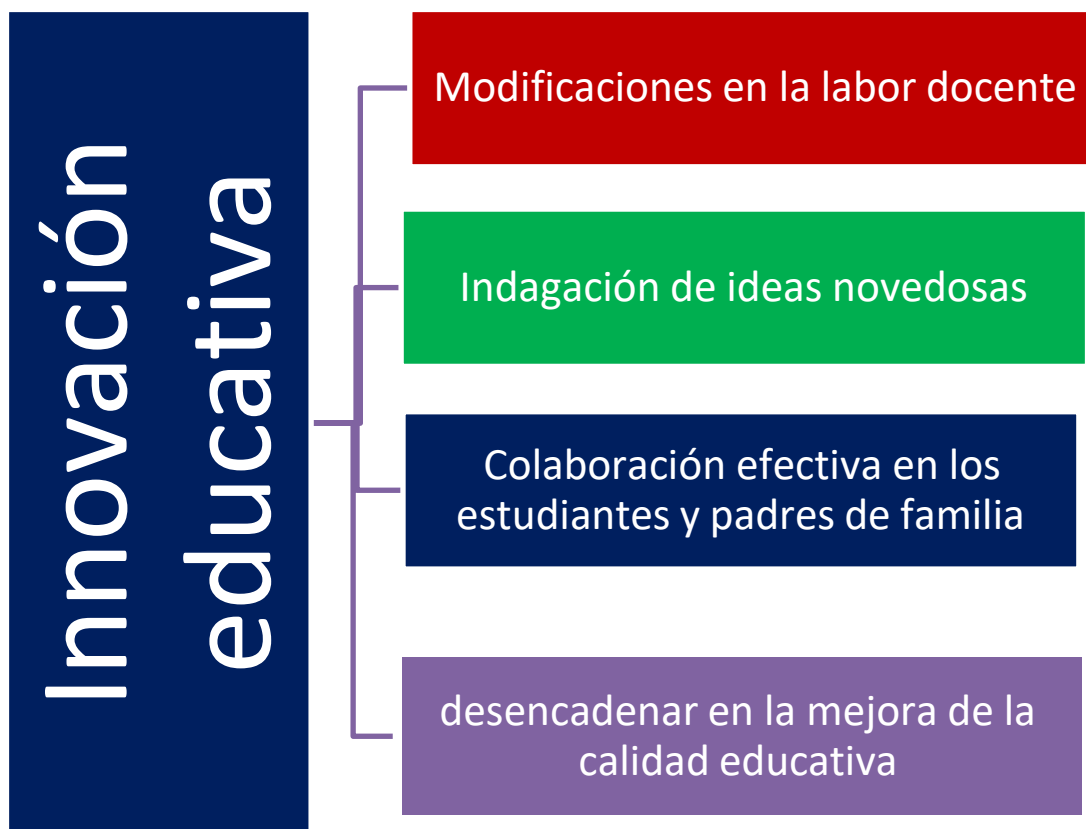 Innovación
educativa
Modificaciones en la labor docente
Indagación de ideas novedosas
Colaboración efectiva en los
estudiantes y padres de familia
desencadenar en la mejora de la
calidad educativa